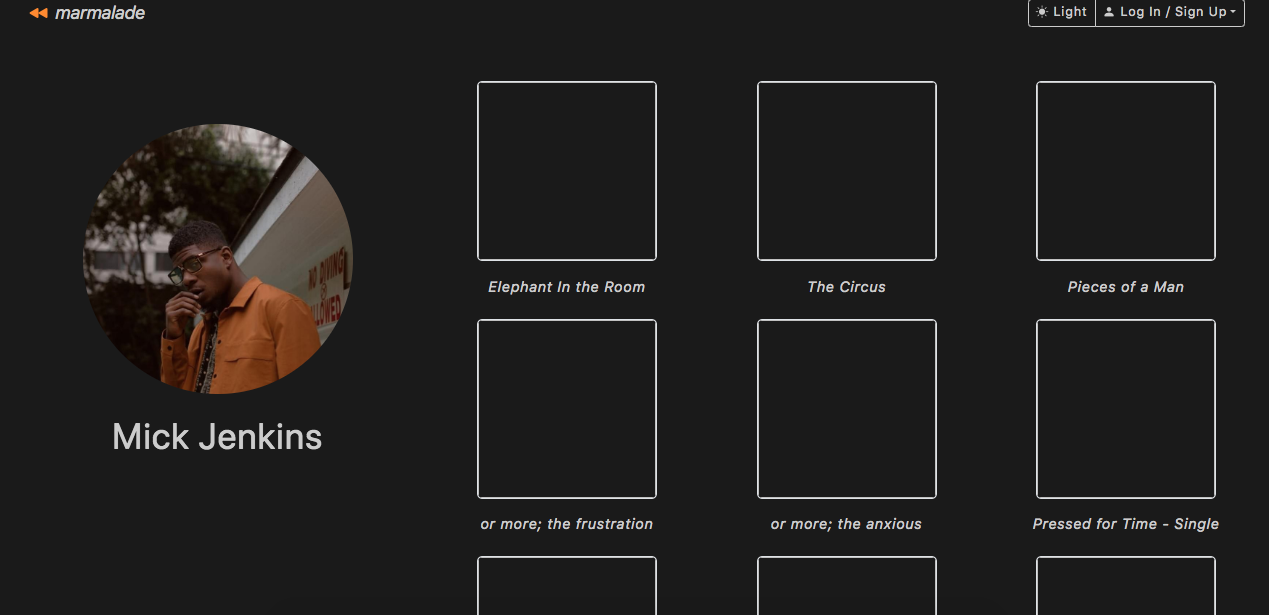 marmalade
Light
Log In / Sign Up
NO DIVING
ALLOWED
Mick Jenkins
Elephant In the Room
The Circus
Pieces of a Man
or more; the frustration
or more; the anxious
Pressed for Time - Single